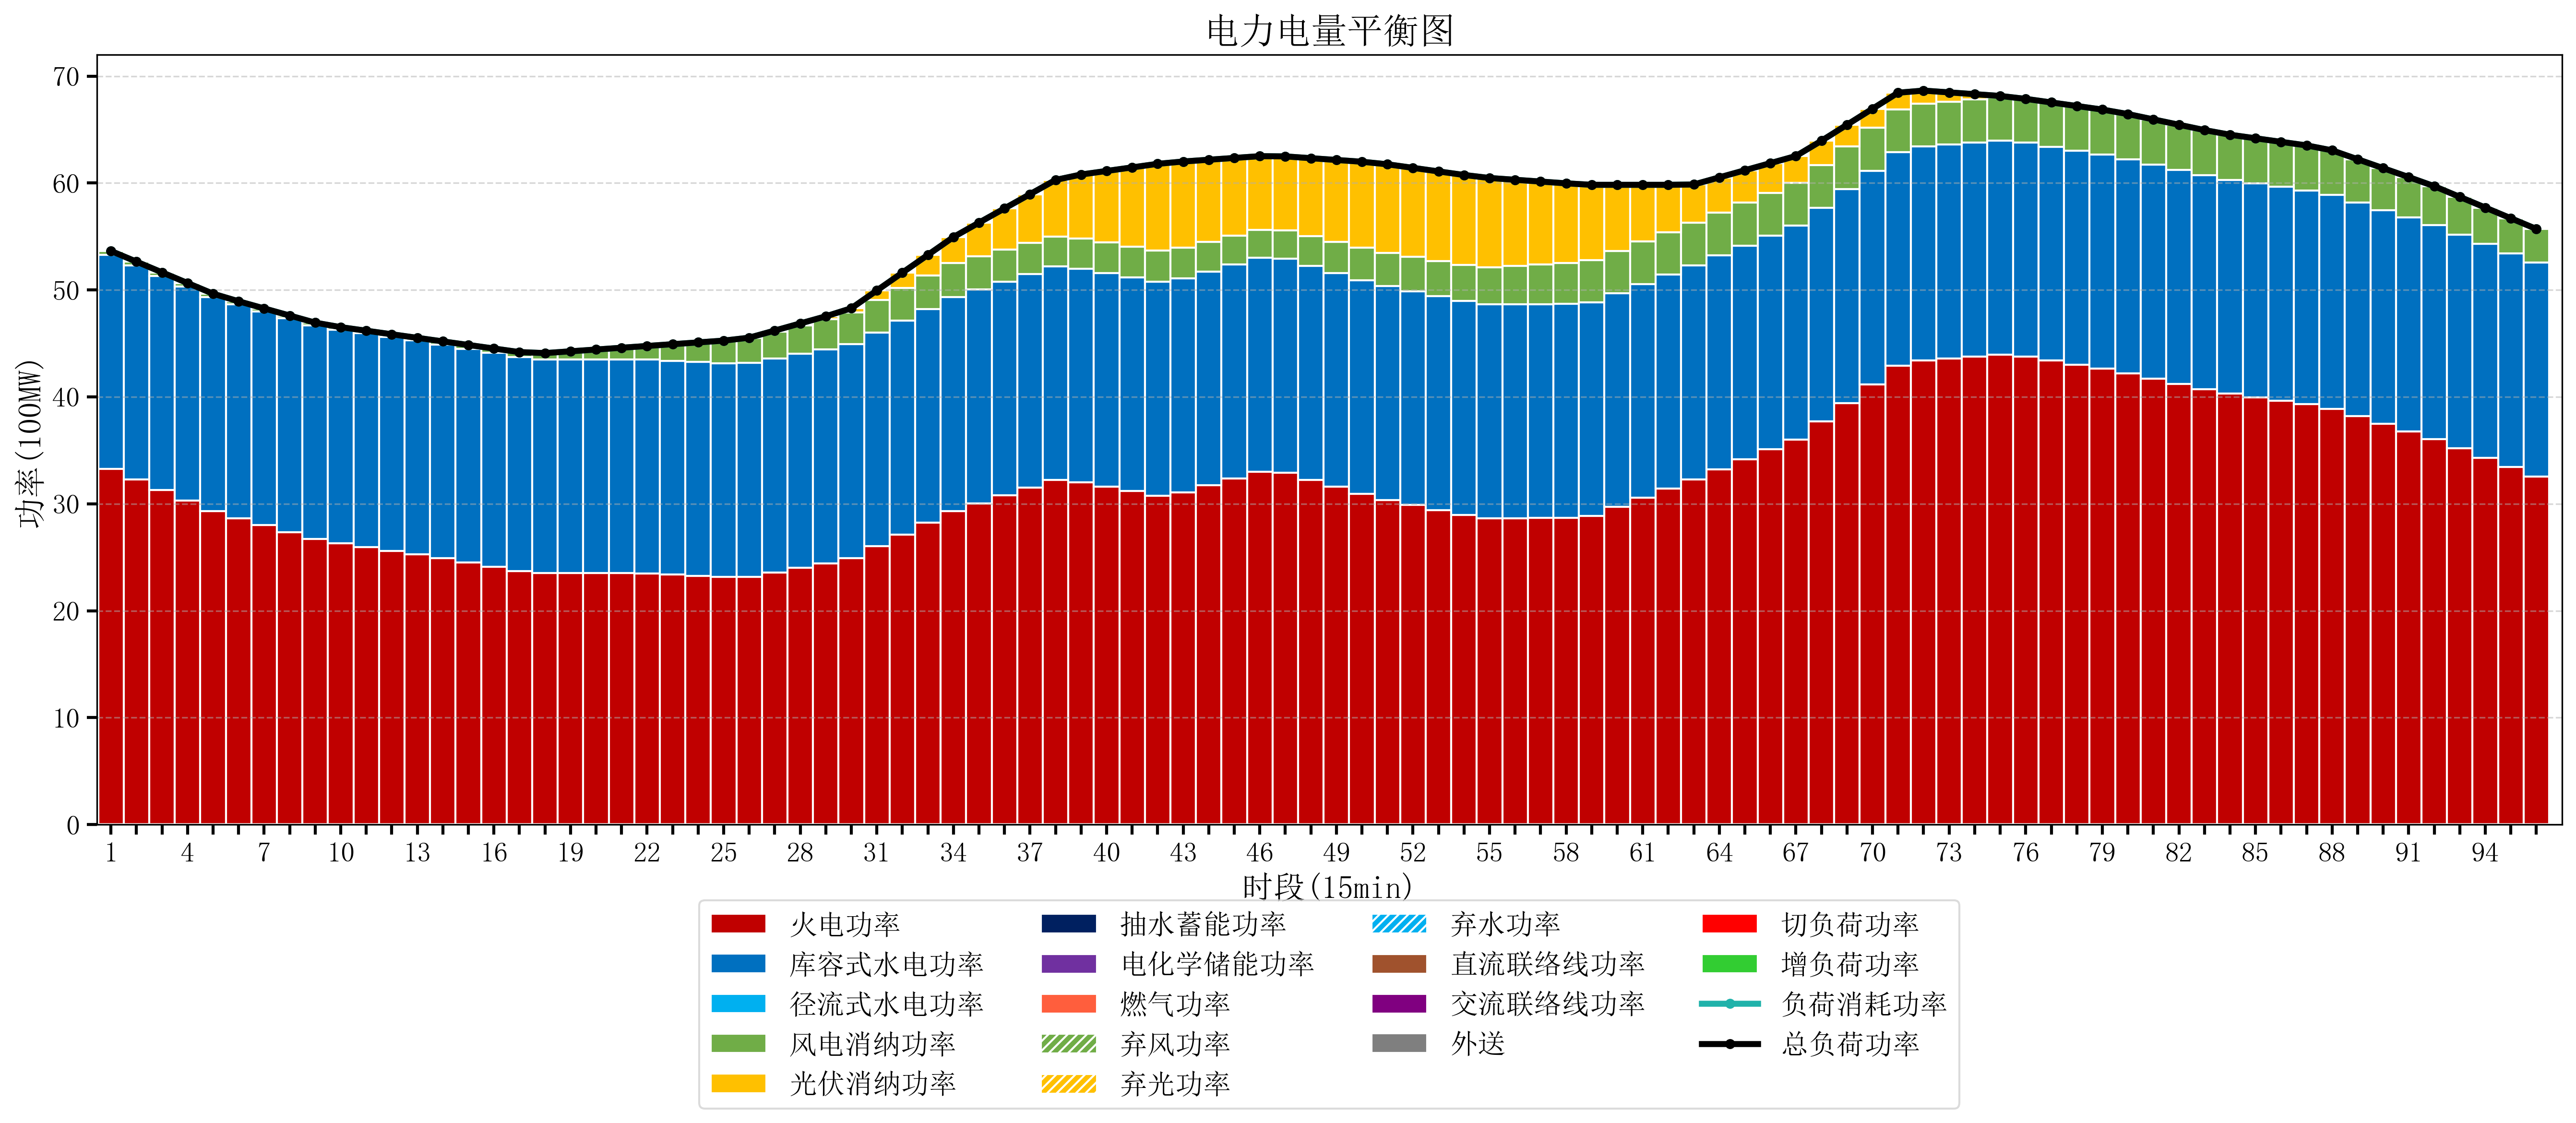 电力电量平衡图
功率(100MW)
70
60
50
40
30
20
10
0
1 4 7 10 13 16 19 22 25 28 31 34 37 40 43 46 49 52 55 58 61 64 67 70 73 76 79 82 85 88 91 94
时段(15min)
火电功率 抽水蓄能功率 弃水功率 切负荷功率
库容式水电功率 电化学储能功率 直流联络线功率 增负荷功率
径流式水电功率 燃气功率 交流联络线功率 负荷消耗功率
风电消纳功率 弃风功率 外送 总负荷功率
光伏消纳功率 弃光功率